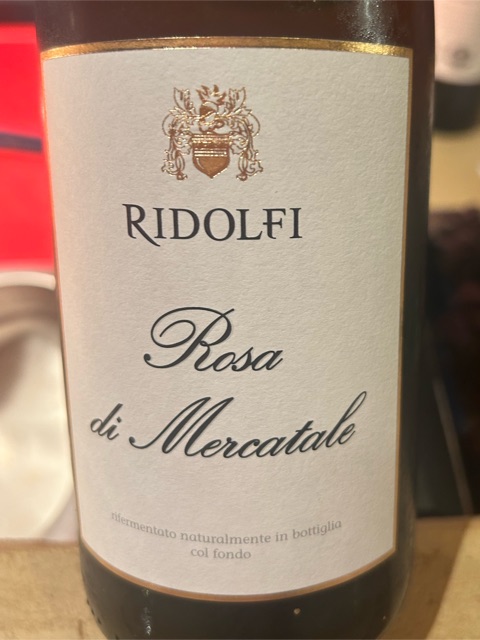 RIDOLFI
Rosa
di Mercatale
rifermentato naturalmente in bottiglia
col fondo